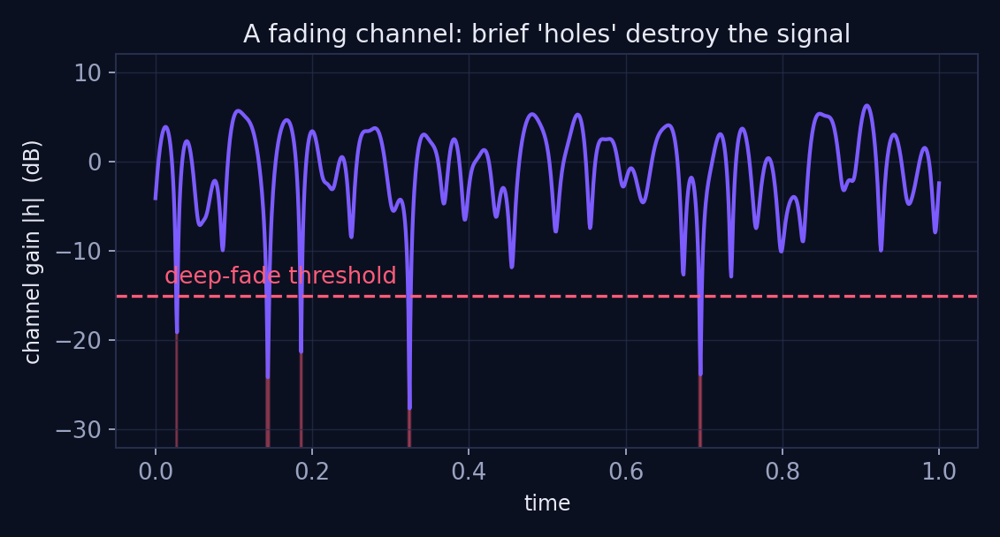 A fading channel: brief 'holes' destroy the signal
channel gain |h| (dB)
10
0
−10
deep-fade threshold
−20
−30
0.0 0.2 0.4 0.6 0.8 1.0
time